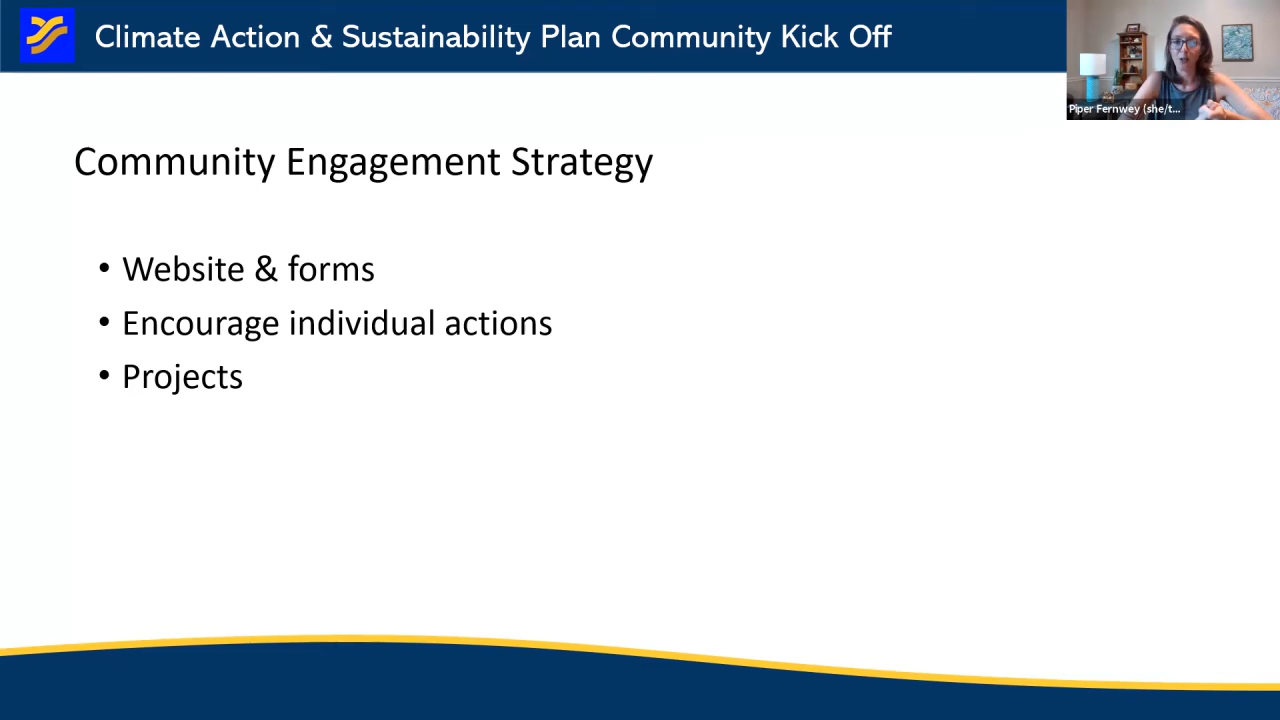 Climate Action & Sustainability Plan Community Kick Off
Piper Fernwey (she/t...
Community Engagement Strategy
• Website & forms
• Encourage individual actions
• Projects